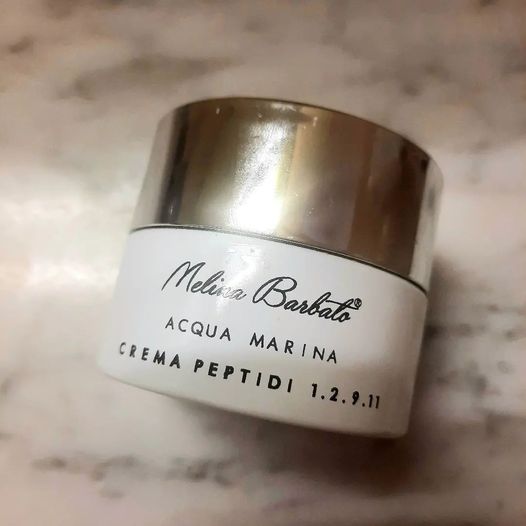 Melina Barbato®
ACQUA MARINA
CREMA PEPTIDI 1.2.9.11